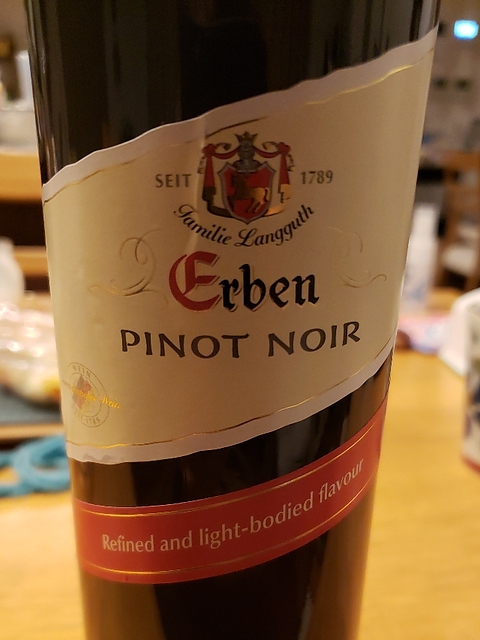 SEIT 1789
Familie Langguth
Erben
PINOT NOIR
Refined and light-bodied flavour